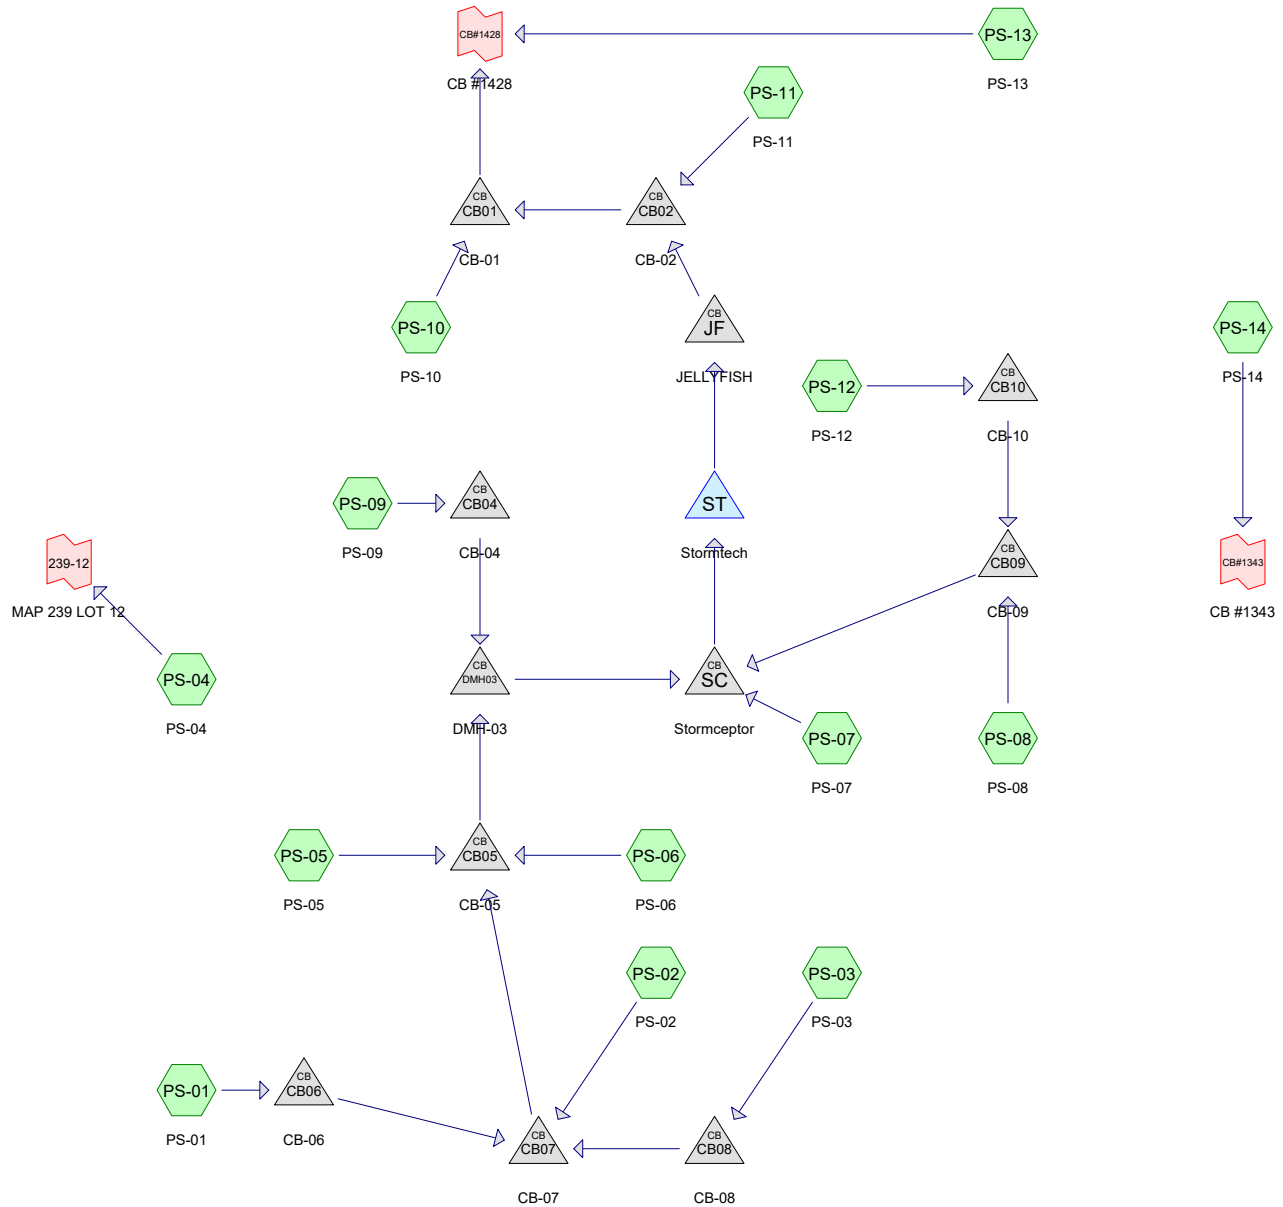 CB#1428
PS-13
CB #1428
PS-13
PS-11
PS-11
CB
CB01
CB
CB02
CB-01
CB-02
PS-10
CB
JF
PS-14
PS-10
JELLYFISH
PS-12
CB
CB10
PS-14
PS-12
CB-10
PS-09
CB
CB04
ST
PS-09
CB-04
Stormtech
239-12
CB
CB09
CB#1343
MAP 239 LOT 12
CB-09
CB #1343
PS-04
CB
DMH03
CB
SC
PS-04
DMH-03
Stormceptor
PS-07
PS-08
PS-07
PS-08
PS-05
CB
CB05
PS-06
PS-05
CB-05
PS-06
PS-02
PS-03
PS-02
PS-03
PS-01
CB
CB06
PS-01
CB-06
CB
CB07
CB
CB08
CB-07
CB-08